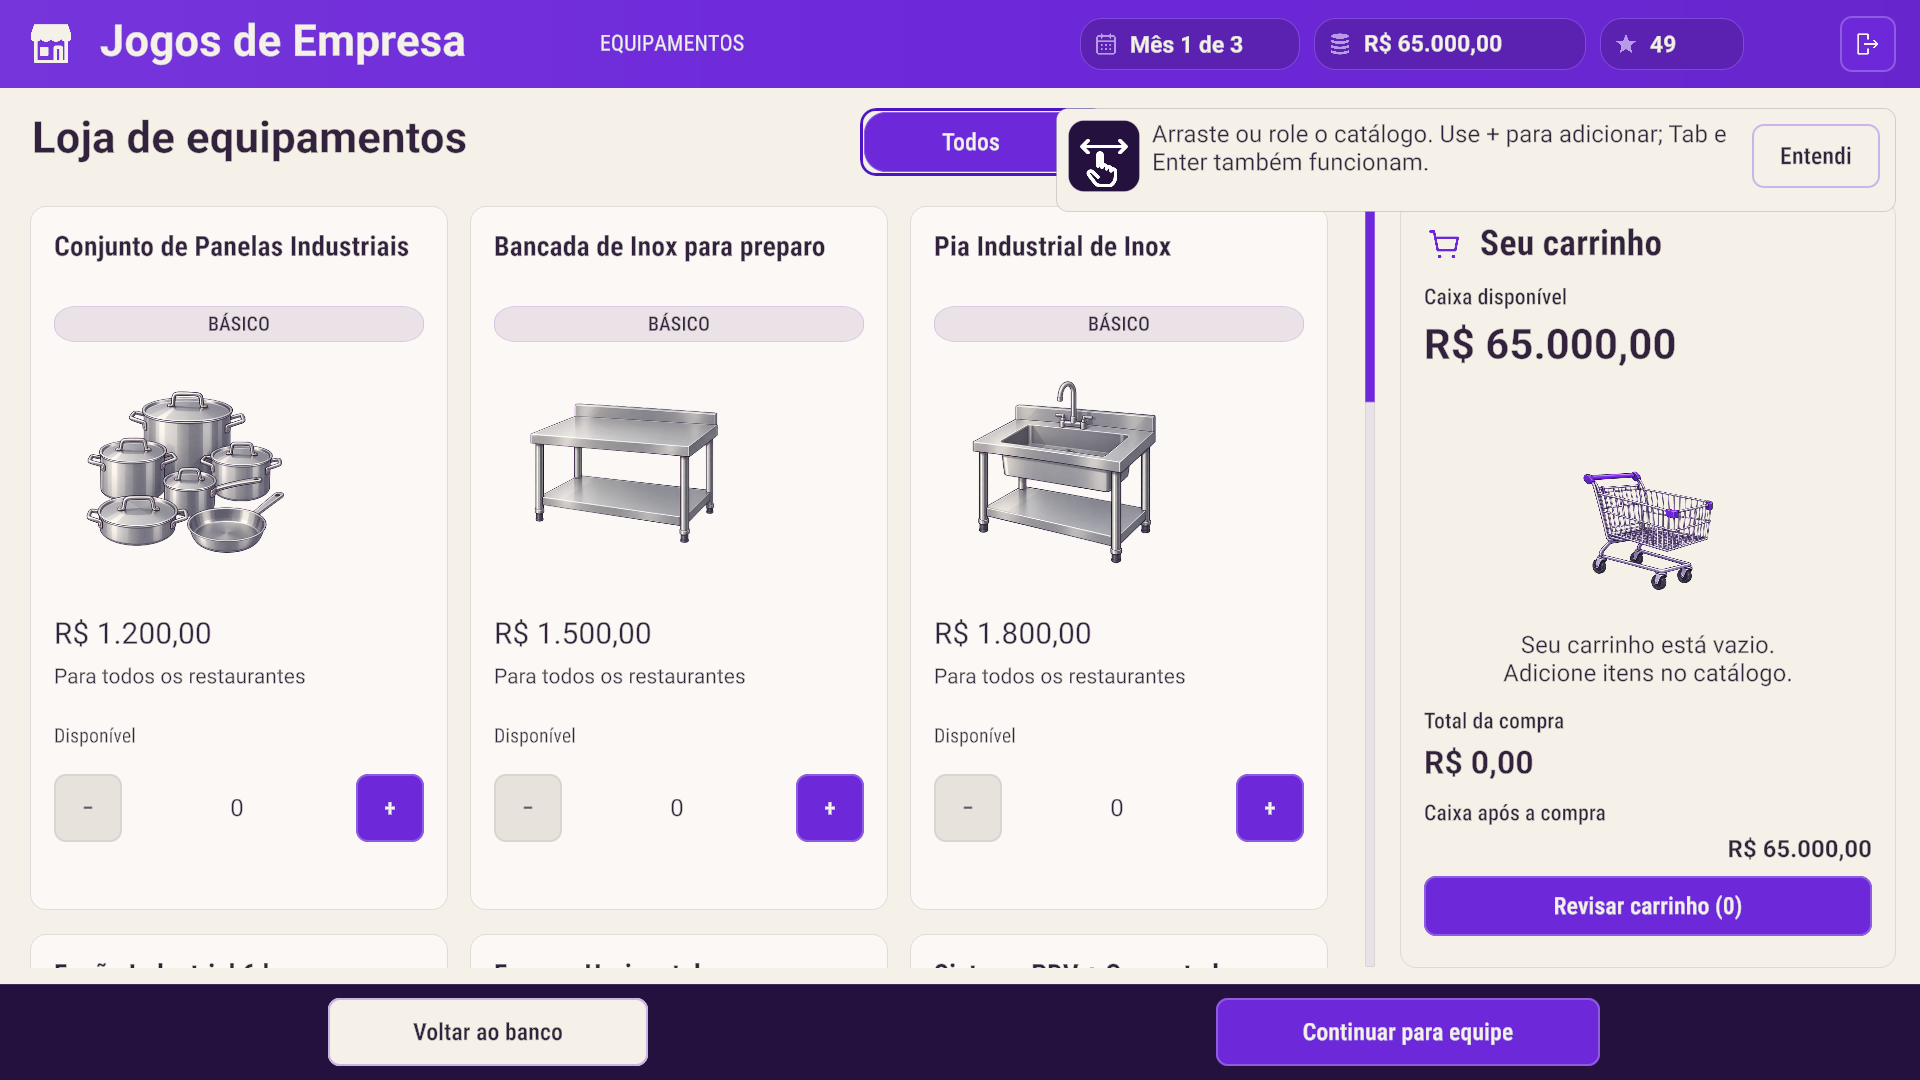 Jogos de Empresa
EQUIPAMENTOS
Mês 1 de 3
R$ 65.000,00
49
Loja de equipamentos
Todos
Arraste ou role o catálogo. Use + para adicionar; Tab e
Enter também funcionam.
Entendi
Conjunto de Panelas Industriais
BÁSICO
R$ 1.200,00
Para todos os restaurantes
Disponível
-
0
+
Bancada de Inox para preparo
BÁSICO
R$ 1.500,00
Para todos os restaurantes
Disponível
-
0
+
Pia Industrial de Inox
BÁSICO
R$ 1.800,00
Para todos os restaurantes
Disponível
-
0
+
Seu carrinho
Caixa disponível
R$ 65.000,00
Seu carrinho está vazio.
Adicione itens no catálogo.
Total da compra
R$ 0,00
Caixa após a compra
R$ 65.000,00
Revisar carrinho (0)
Voltar ao banco
Continuar para equipe